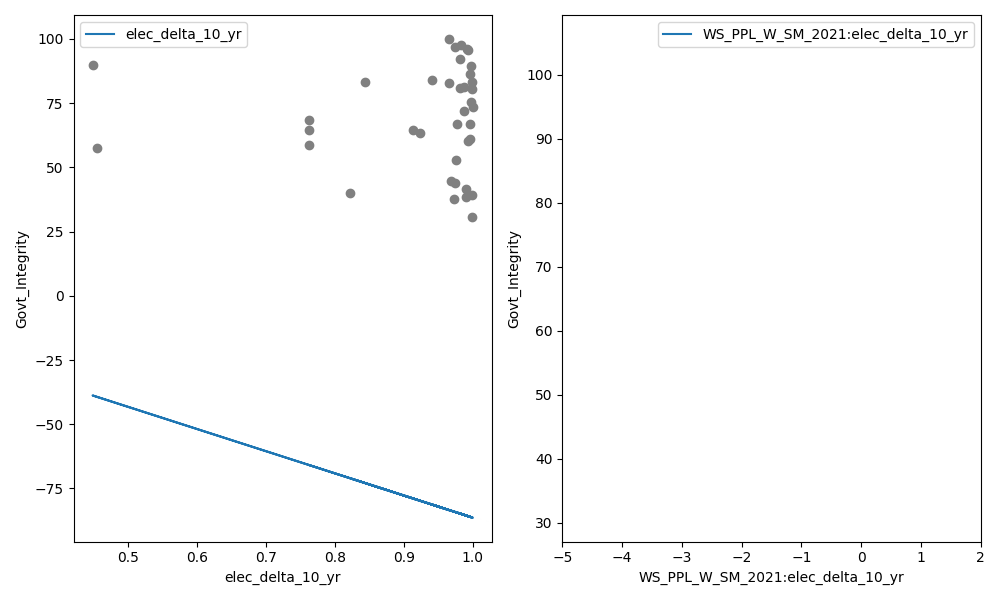 elec_delta_10_yr
100
75
50
25
0
−25
−50
−75
Govt_Integrity
0.5 0.6 0.7 0.8 0.9 1.0
elec_delta_10_yr
WS_PPL_W_SM_2021:elec_delta_10_yr
100
90
80
70
60
50
40
30
Govt_Integrity
−5 −4 −3 −2 −1 0 1 2
WS_PPL_W_SM_2021:elec_delta_10_yr